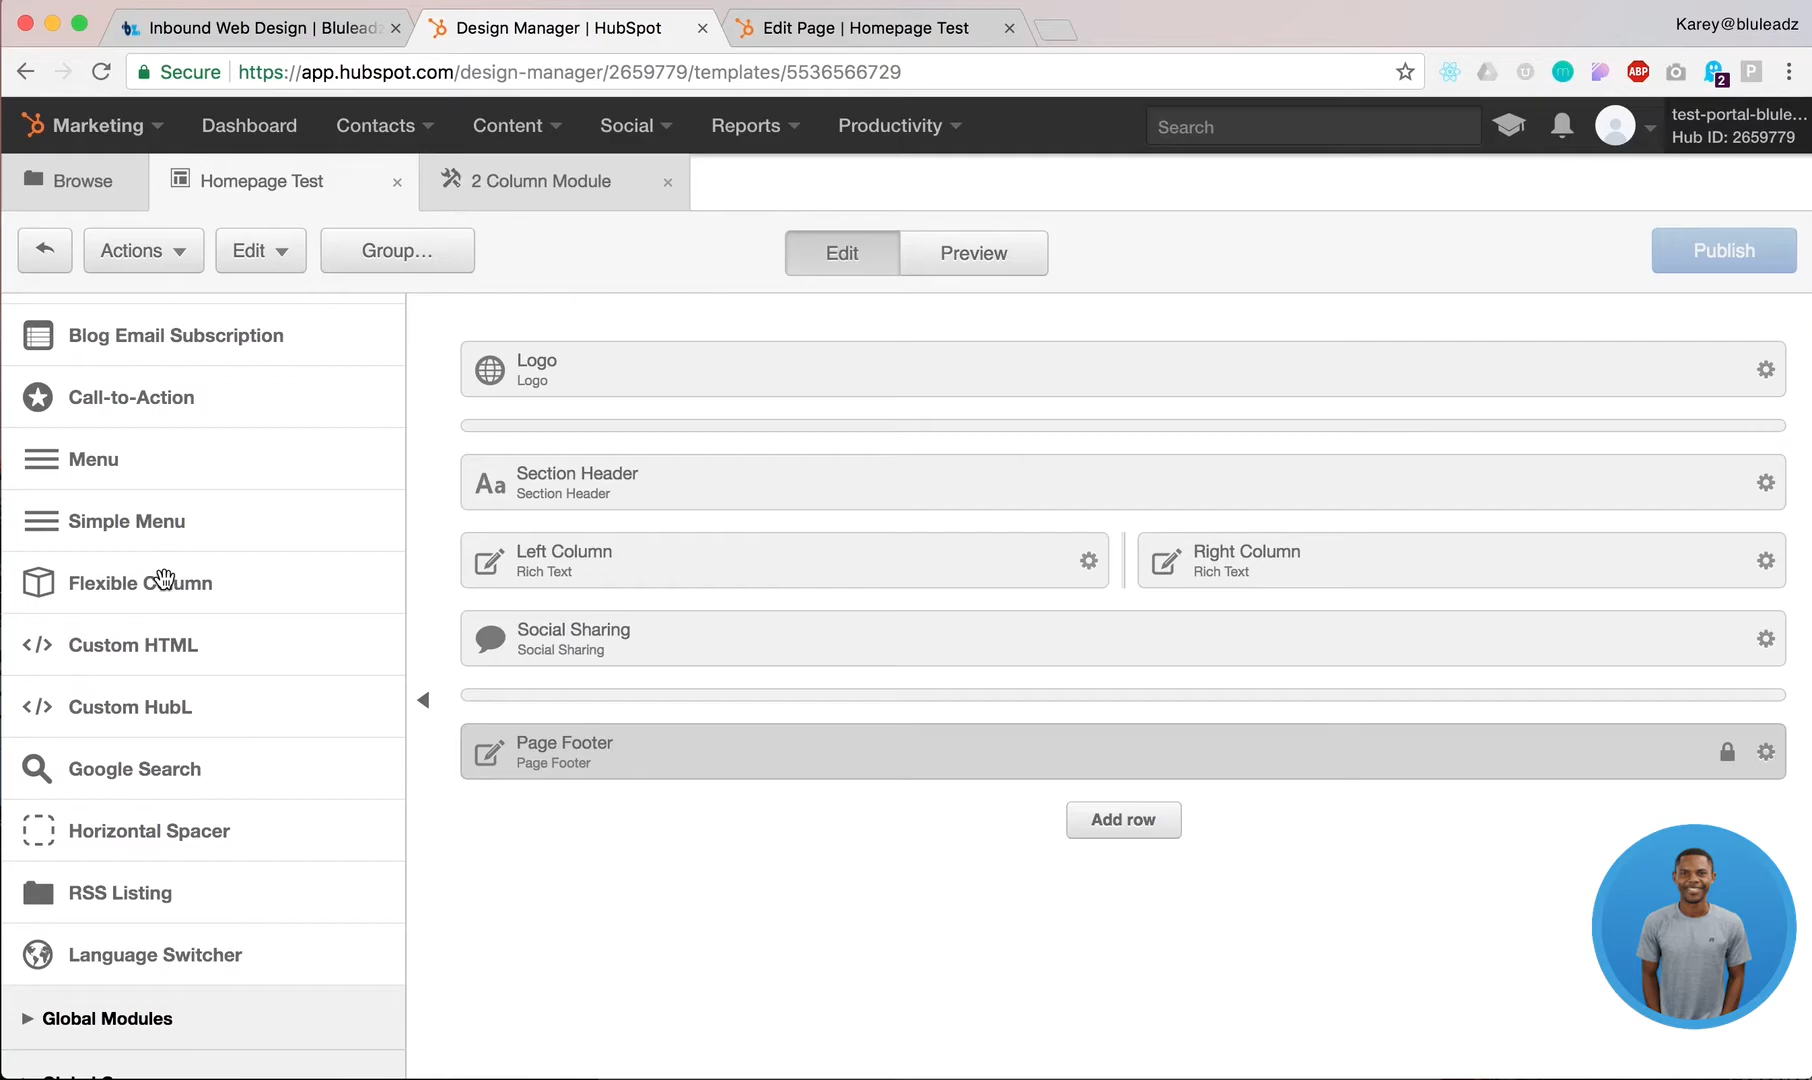 Inbound Web Design | Bluleadz
Design Manager | HubSpot
Edit Page | Homepage Test
Karey@bluleadz
Secure
https://app.hubspot.com/design-manager/2659779/templates/5536566729
ABP
2
P
Marketing
Dashboard
Contacts
Content
Social
Reports
Productivity
Search
test-portal-blule...
Hub ID: 2659779
Browse
Homepage Test
2 Column Module
Actions
Edit
Group...
Edit
Preview
Publish
Blog Email Subscription
Call-to-Action
Menu
Simple Menu
Flexible Column
Custom HTML
Custom HubL
Google Search
Horizontal Spacer
RSS Listing
Language Switcher
Global Modules
Logo
Logo
Aa
Section Header
Section Header
Left Column
Rich Text
Right Column
Rich Text
Social Sharing
Social Sharing
Page Footer
Page Footer
Add row